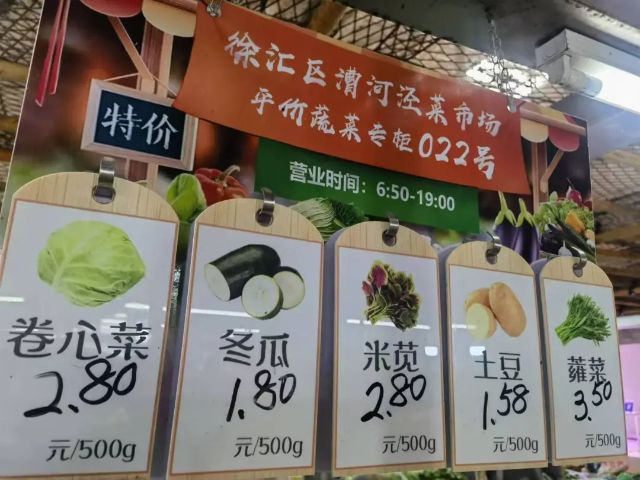 徐汇区漕河泾菜市场
平价蔬菜专柜022号
特价
营业时间：6:50-19:00
卷心菜
2.80
元/500g
冬瓜
1.80
元/500g
米苋
2.80
元/500g
土豆
1.58
元/500g
蕹菜
3.50
元/500g